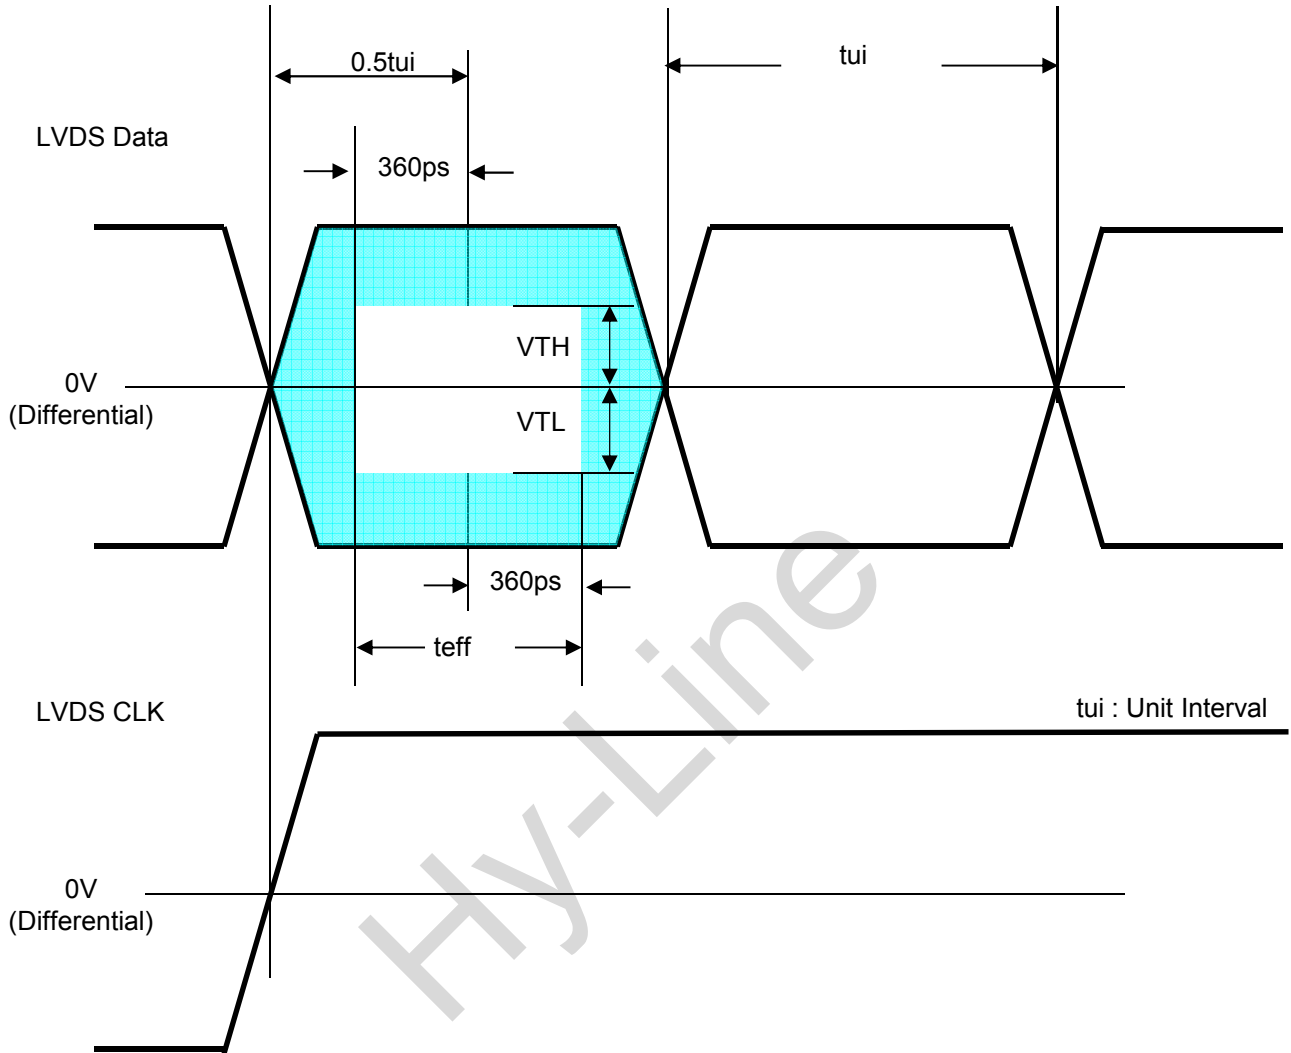 0.5tui
tui
LVDS Data
360ps
VTH
0V
(Differential)
VTL
360ps
teff
LVDS CLK
tui : Unit Interval
0V
(Differential)
Hy-Line